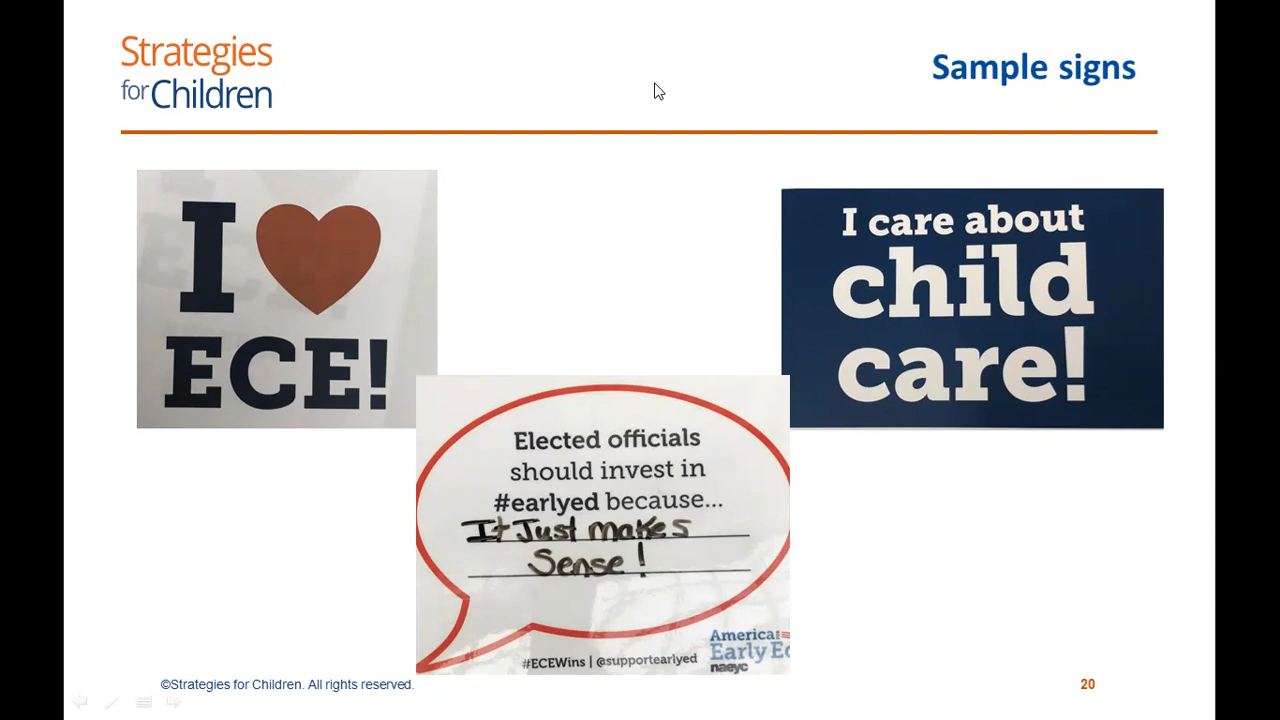 Strategies
for Children
Sample signs
I
ECE!
I care about
child
care!
Elected officials
should invest in
#earlyed because...
It Just makes
Sense!
#ECEWins | @supportearlyed
America
Early Ed
naeyc
©Strategies for Children. All rights reserved.
20